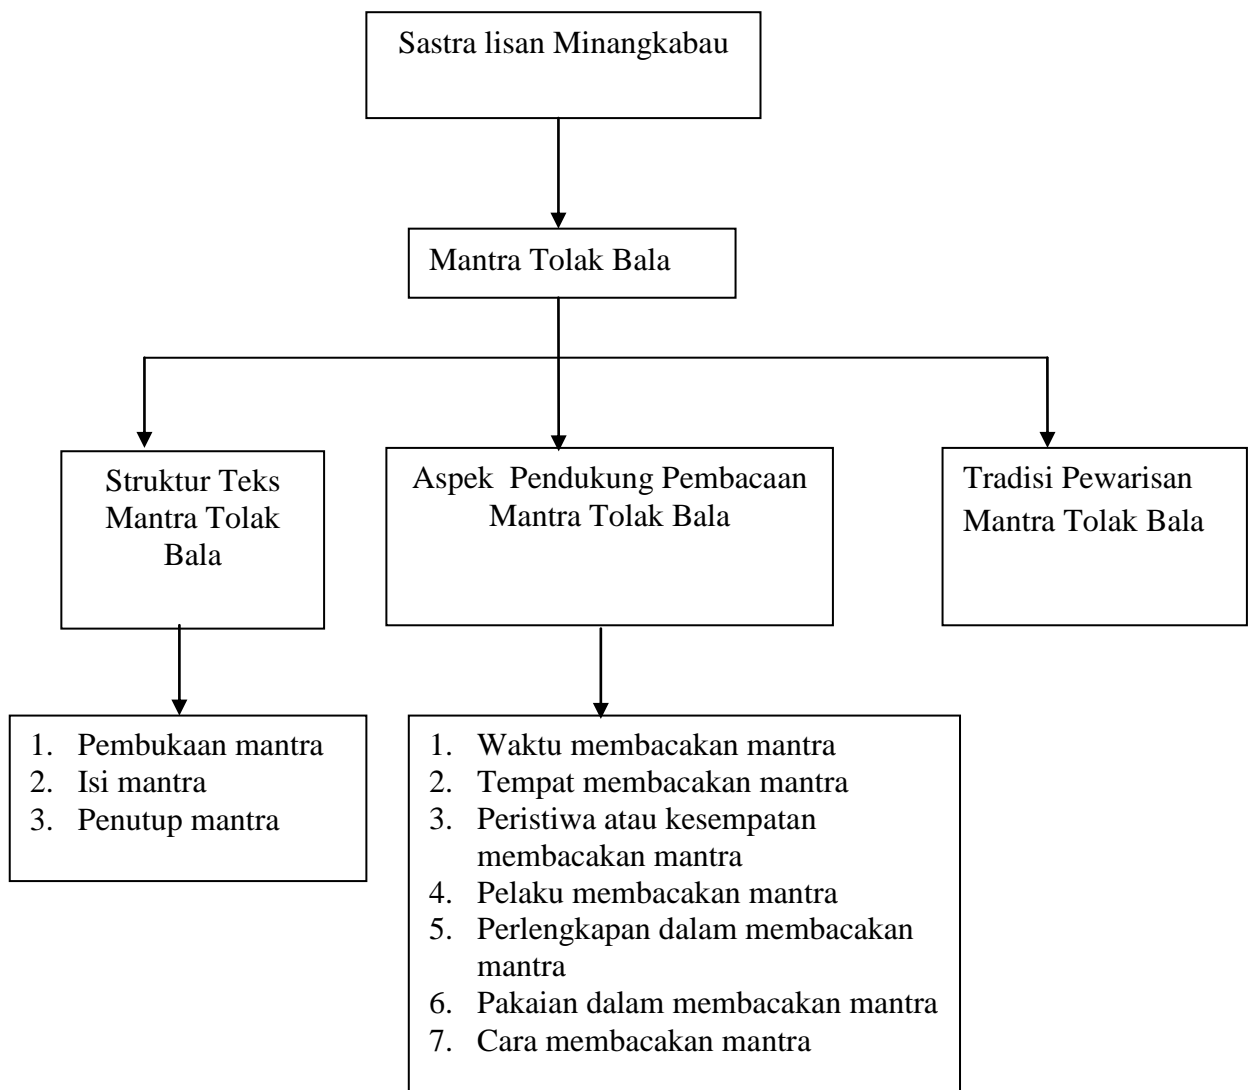 Sastra lisan Minangkabau
Mantra Tolak Bala
Struktur Teks
Mantra Tolak
Bala
Aspek  Pendukung Pembacaan
Mantra Tolak Bala
Tradisi Pewarisan
Mantra Tolak Bala
1. Pembukaan mantra
2. Isi mantra
3. Penutup mantra
1. Waktu membacakan mantra
2. Tempat membacakan mantra
3. Peristiwa atau kesempatan
membacakan mantra
4. Pelaku membacakan mantra
5. Perlengkapan dalam membacakan
mantra
6. Pakaian dalam membacakan mantra
7. Cara membacakan mantra